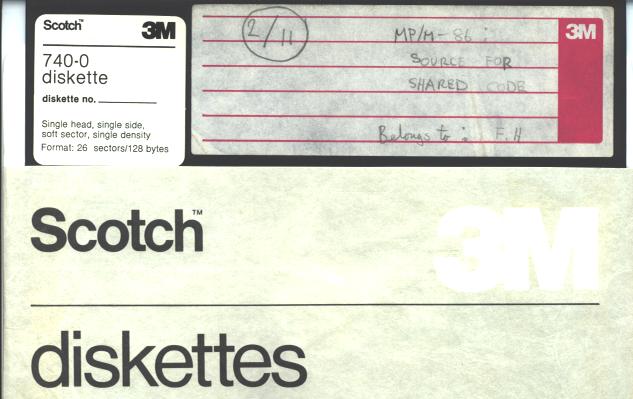 Scotch™ 3M
740-0
diskette
diskette no.
Single head, single side,
soft sector, single density
Format: 26 sectors/128 bytes
2/11
MP/M-86 :
SOURCE FOR
SHARED CODE
Belongs to : F.H
3M
Scotch™ 3M
diskettes